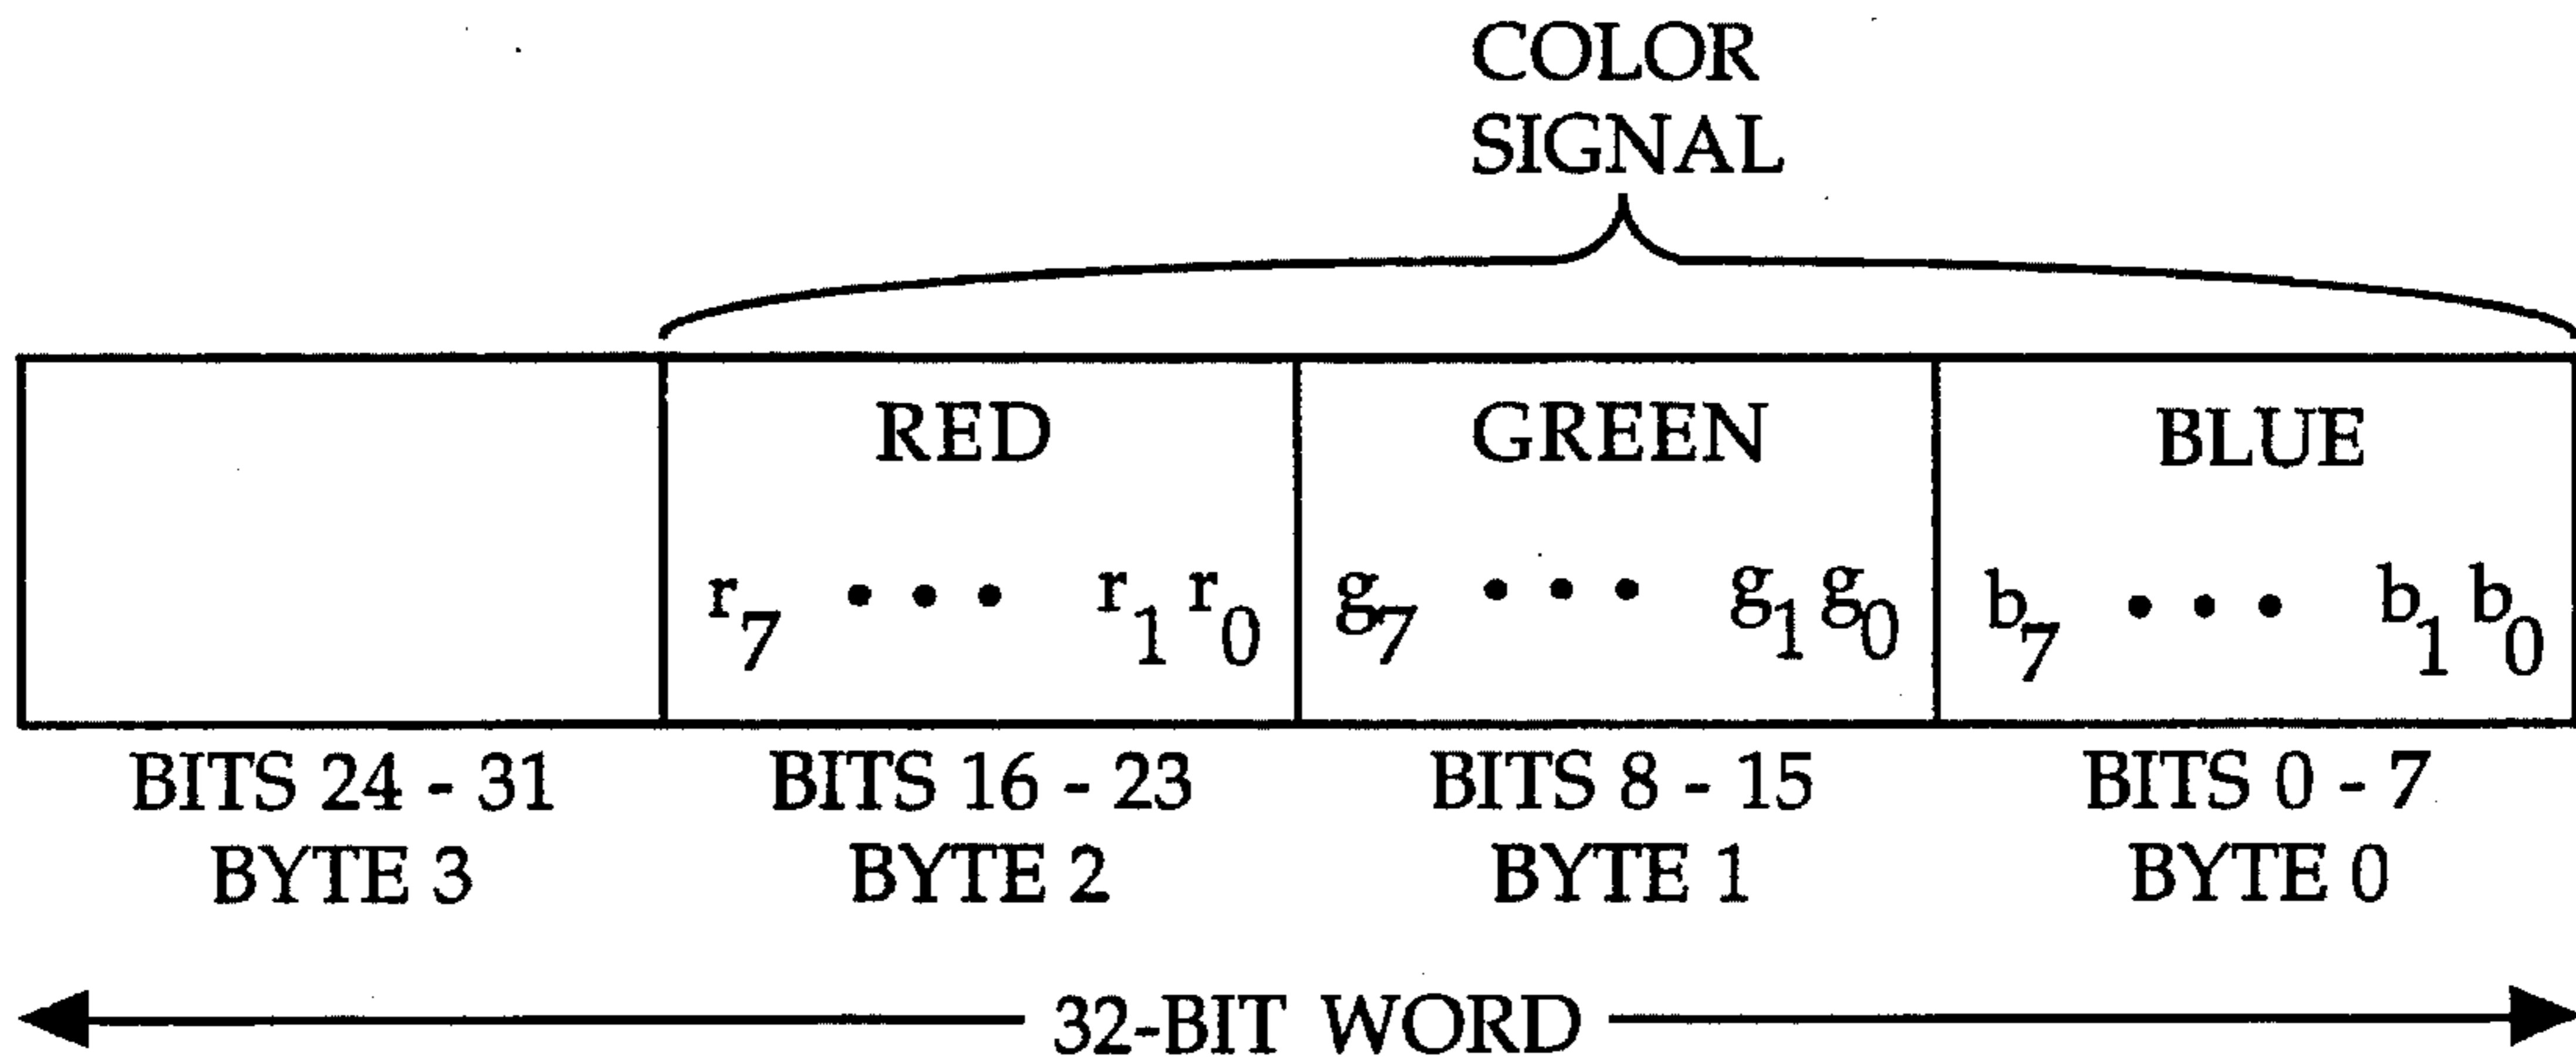 COLOR
SIGNAL
RED GREEN BLUE
r7 • • • r1 r0 g7 • • • g1 g0 b7 • • • b1 b0
BITS 24 - 31 BITS 16 - 23 BITS 8 - 15 BITS 0 - 7
BYTE 3 BYTE 2 BYTE 1 BYTE 0
32-BIT WORD